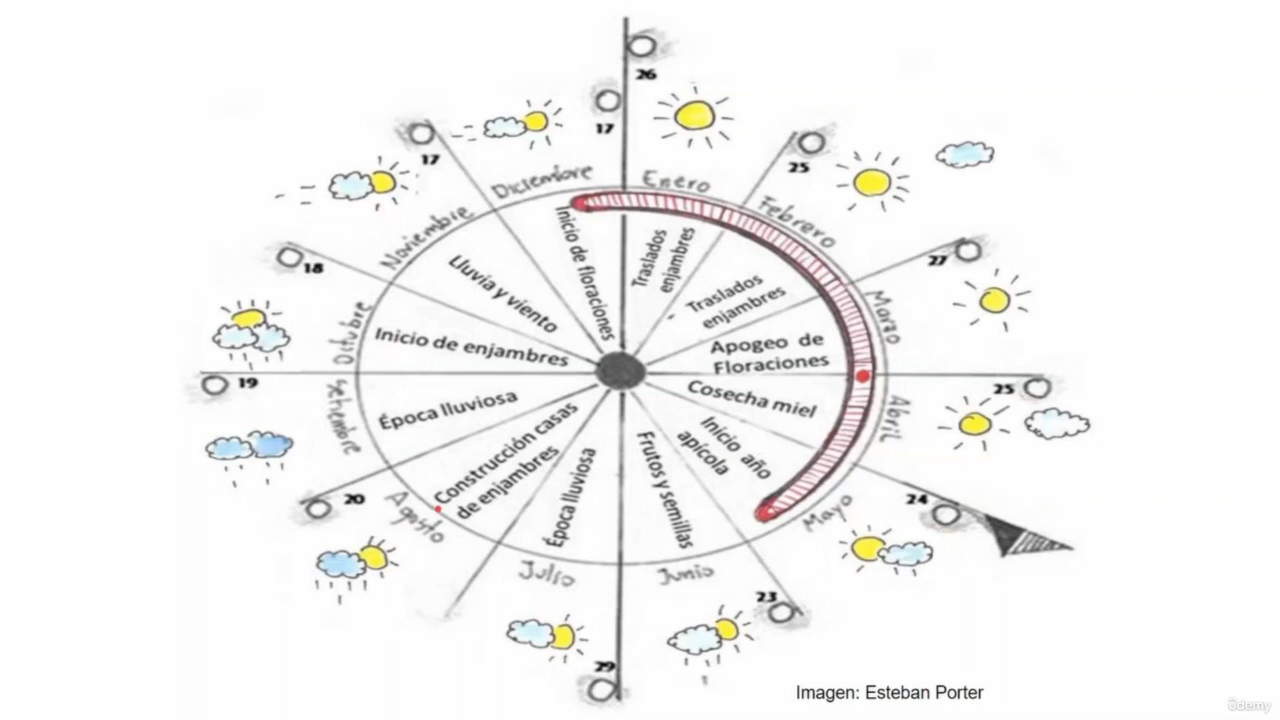 26
17
25
27
25
24
23
29
20
19
18
17
Enero
Febrero
Marzo
Abril
Mayo
Junio
Julio
Agosto
Setiembre
Octubre
Noviembre
Diciembre
Traslados
enjambres
Traslados
enjambres
Apogeo de
Floraciones
Cosecha miel
Inicio año
apícola
Frutos y semillas
Época lluviosa
Construcción casas
de enjambres
Época lluviosa
Inicio de enjambres
Lluvia y viento
Inicio de floraciones
Imagen: Esteban Porter
ûdemy